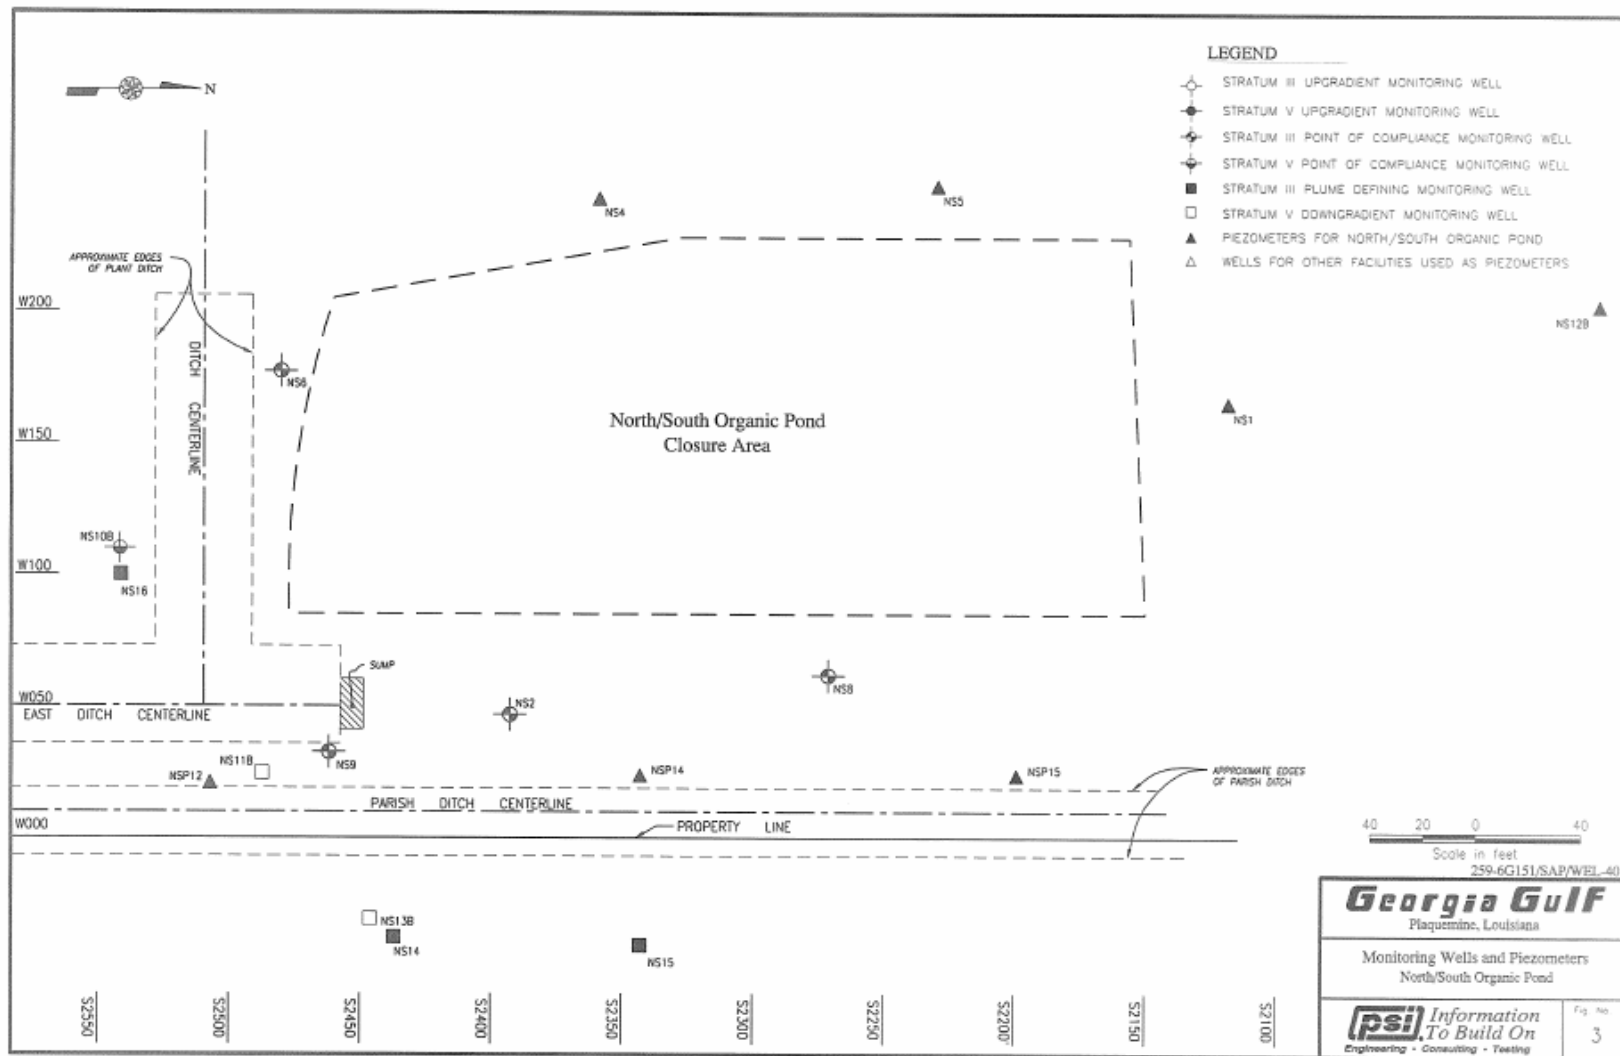 LEGEND
STRATUM III UPGRADIENT MONITORING WELL
STRATUM V UPGRADIENT MONITORING WELL
STRATUM III POINT OF COMPLIANCE MONITORING WELL
STRATUM V POINT OF COMPLIANCE MONITORING WELL
STRATUM III PLUME DEFINING MONITORING WELL
STRATUM V DOWNGRADIENT MONITORING WELL
PIEZOMETERS FOR NORTH/SOUTH ORGANIC POND
WELLS FOR OTHER FACILITIES USED AS PIEZOMETERS
N
NS4
NS5
APPROXIMATE EDGES
OF PLANT DITCH
W200
NS12B
DITCH CENTERLINE
NS6
NS1
North/South Organic Pond
Closure Area
W150
NS10B
W100
NS16
SUMP
NS8
W050
EAST DITCH CENTERLINE
NS2
NS11B
NS9
NSP12
NSP14
NSP15
APPROXIMATE EDGES
OF PARISH DITCH
PARISH DITCH CENTERLINE
W000
PROPERTY LINE
40 20 0 40
Scale in feet
259-6G151/SAP/WEL-40
NS13B
NS14
NS15
S2550
S2500
S2450
S2400
S2350
S2300
S2250
S2200
S2150
S2100
Georgia Gulf
Plaquemine, Louisiana
Monitoring Wells and Piezometers
North/South Organic Pond
psi Information
To Build On
Engineering - Consulting - Testing
Fig. No.
3